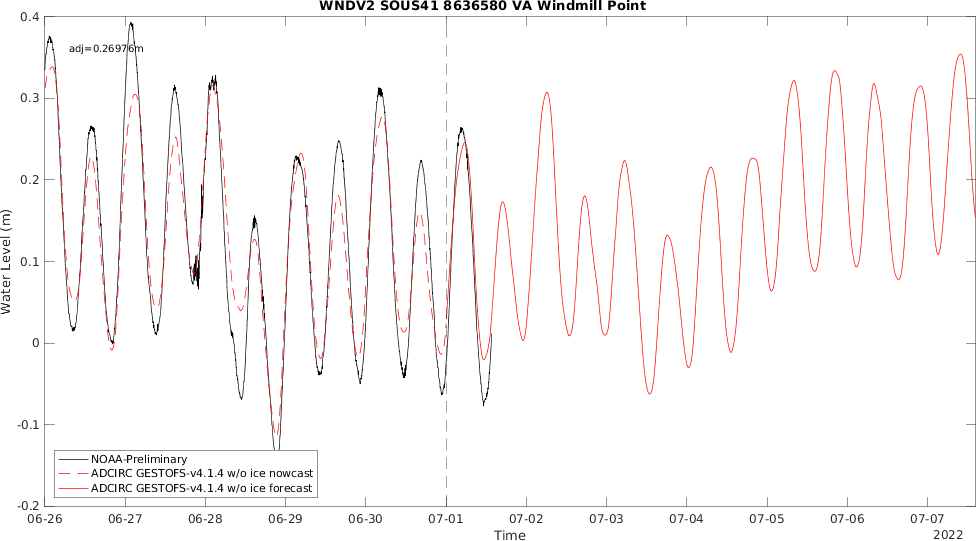 WNDV2 SOUS41 8636580 VA Windmill Point
0.4
adj=0.26976m
0.3
0.2
0.1
0
-0.1
-0.2
Water Level (m)
NOAA-Preliminary
ADCIRC GESTOFS-v4.1.4 w/o ice nowcast
ADCIRC GESTOFS-v4.1.4 w/o ice forecast
06-26 06-27 06-28 06-29 06-30 07-01 07-02 07-03 07-04 07-05 07-06 07-07
Time
2022